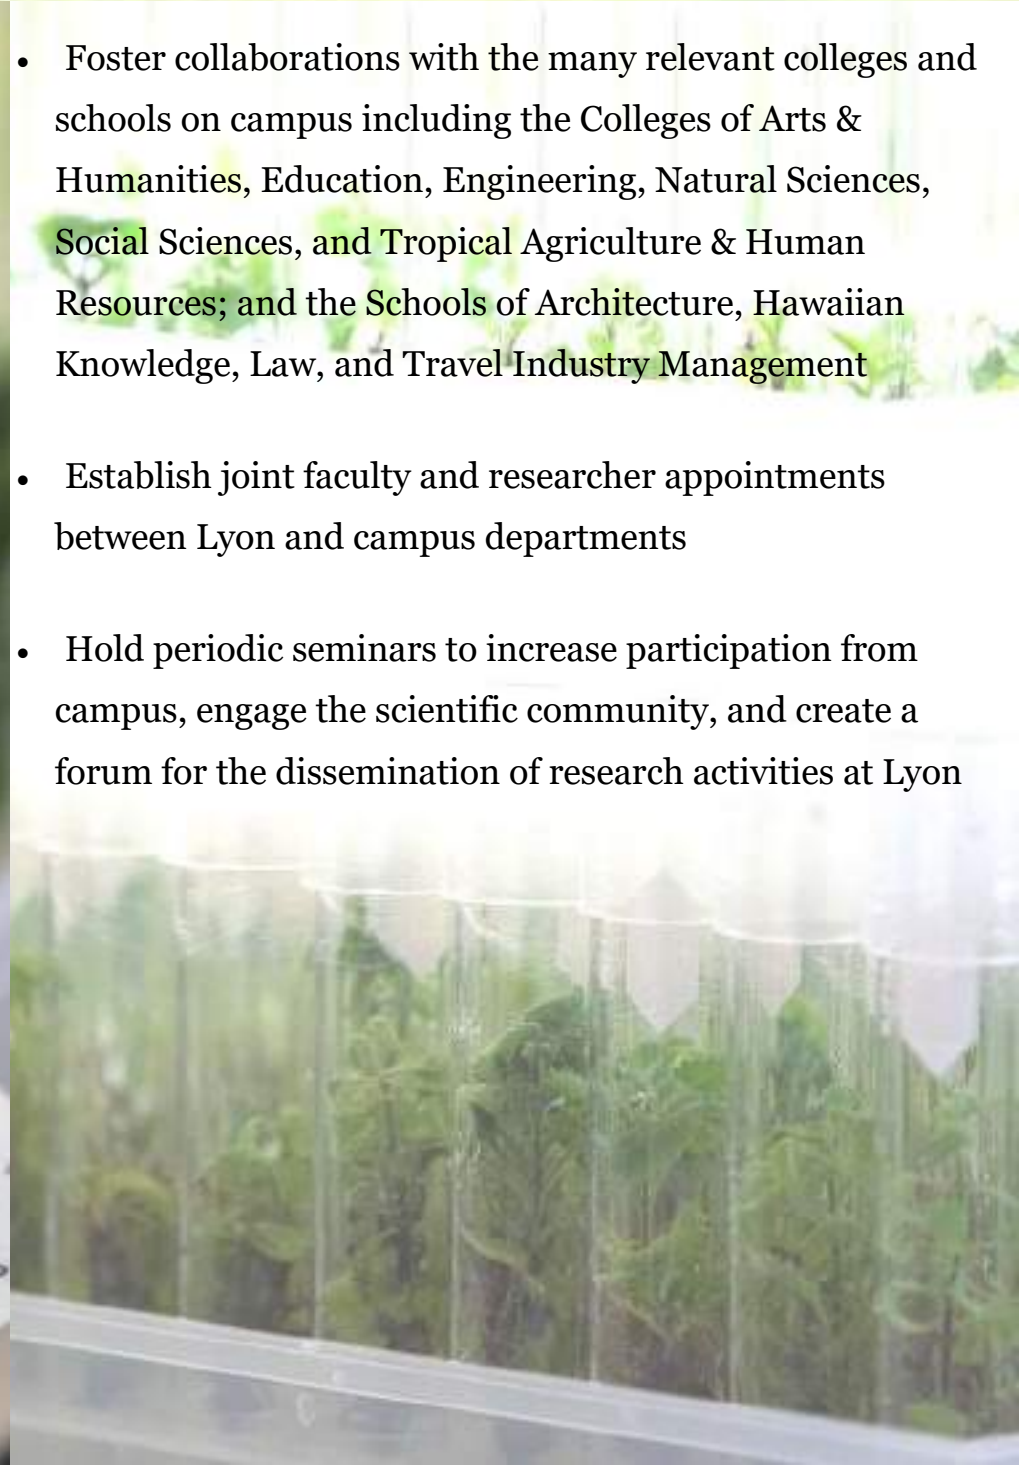 • Foster collaborations with the many relevant colleges and
schools on campus including the Colleges of Arts &
Humanities, Education, Engineering, Natural Sciences,
Social Sciences, and Tropical Agriculture & Human
Resources; and the Schools of Architecture, Hawaiian
Knowledge, Law, and Travel Industry Management
• Establish joint faculty and researcher appointments
between Lyon and campus departments
• Hold periodic seminars to increase participation from
campus, engage the scientific community, and create a
forum for the dissemination of research activities at Lyon